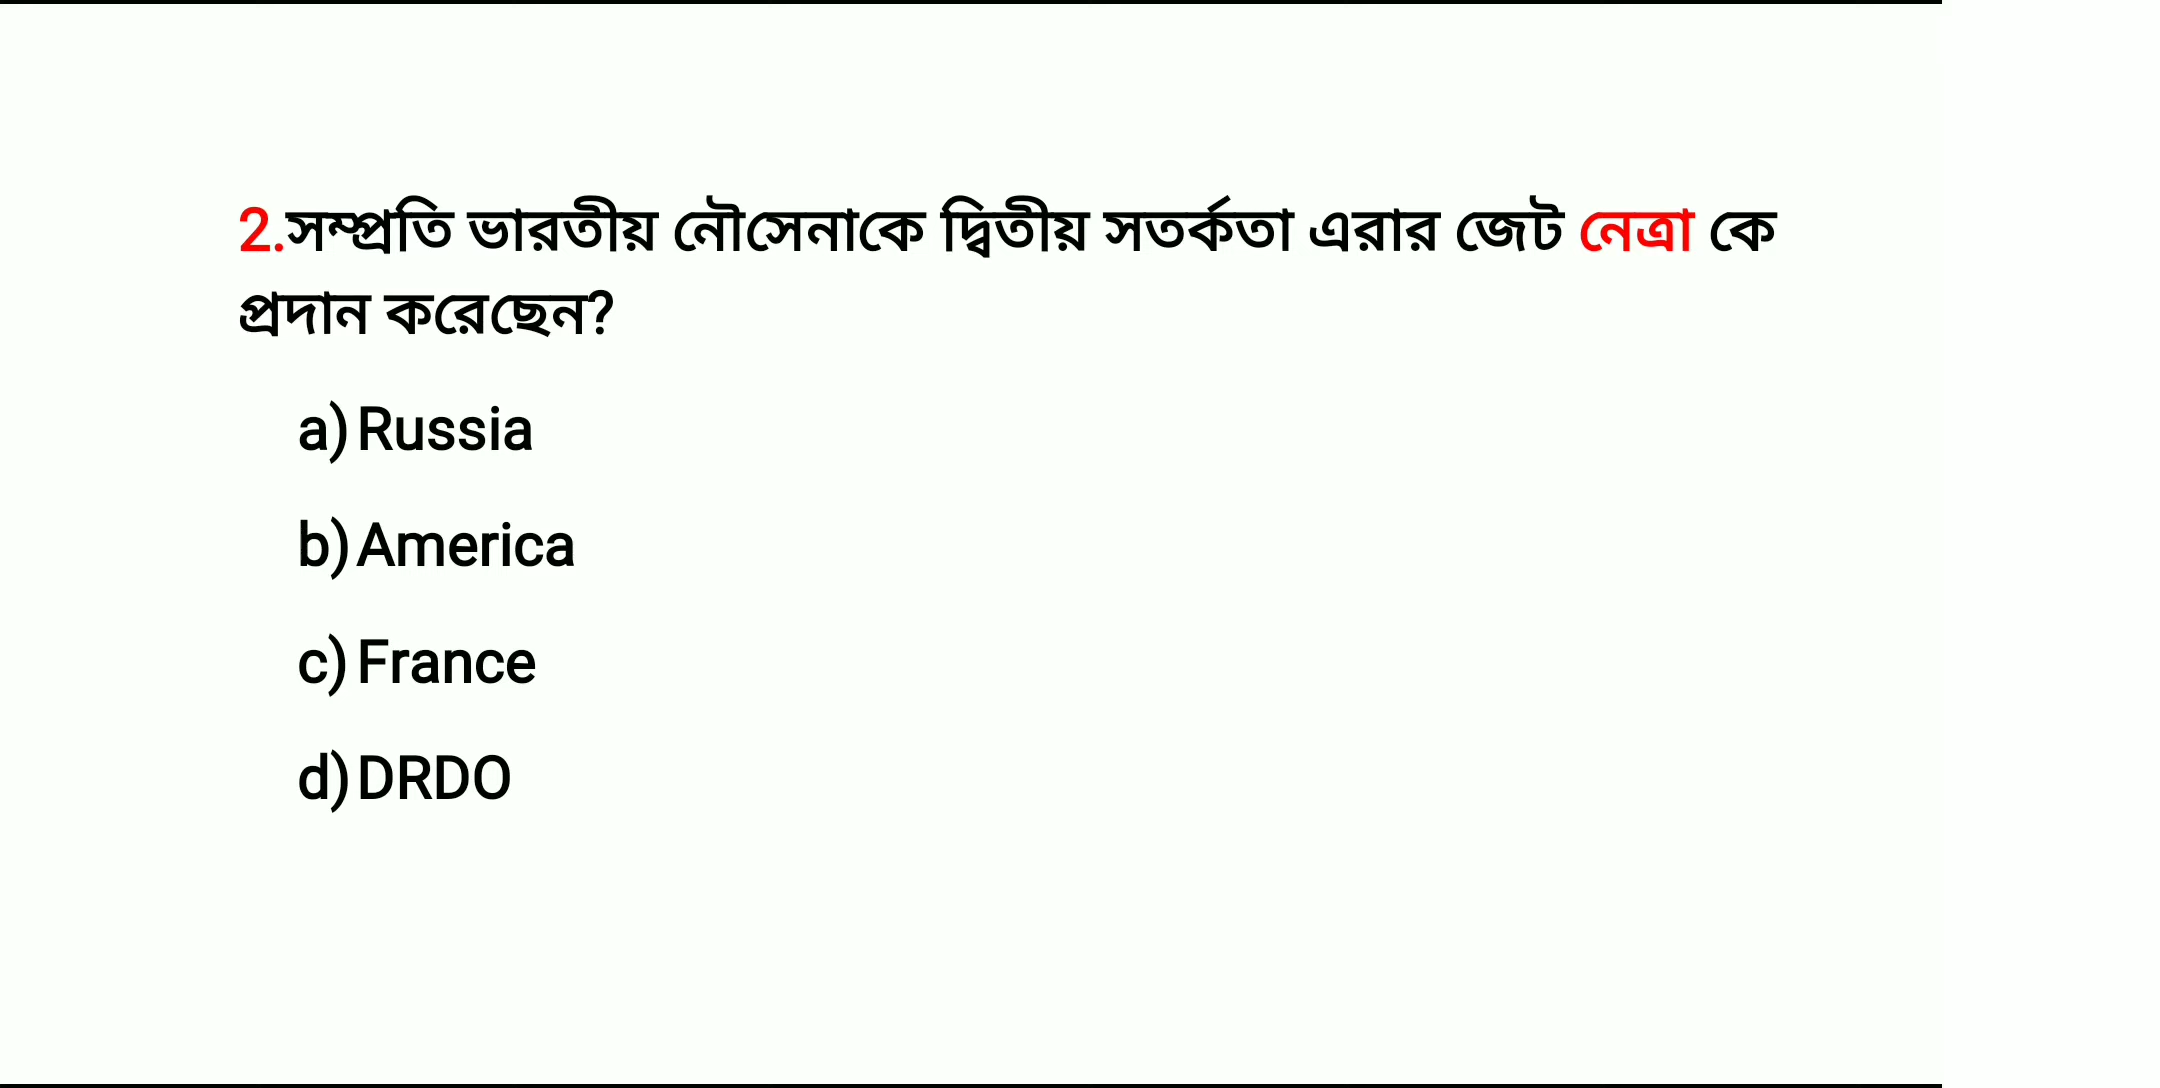 2.সম্প্রতি ভারতীয় নৌসেনাকে দ্বিতীয় সতর্কতা এরার জেট নেত্রা কে
প্রদান করেছেন?
a) Russia
b) America
c) France
d) DRDO